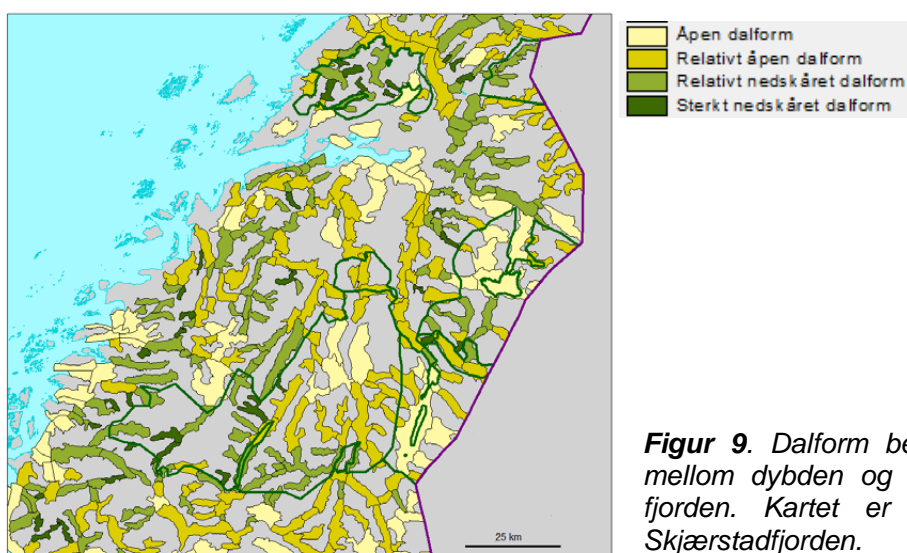 Åpen dalform
Relativt åpen dalform
Relativt nedskåret dalform
Sterkt nedskåret dalform
Figur 9. Dalform be
mellom dybden og
fjorden. Kartet er
Skjærstadfjorden.
25 km